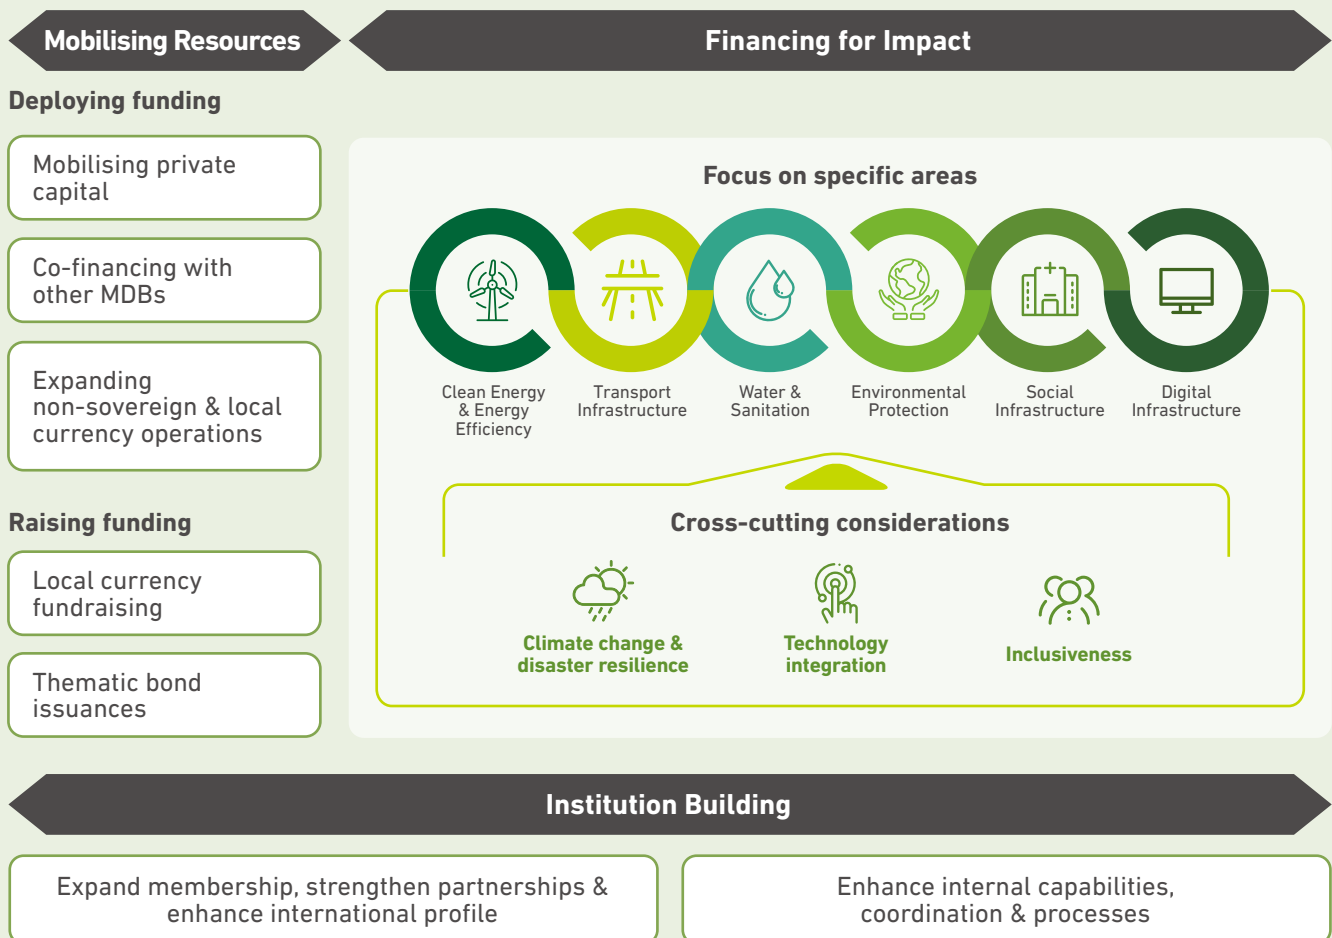 Mobilising Resources
Financing for Impact
Deploying funding
Mobilising private
capital
Co-financing with
other MDBs
Expanding
non-sovereign & local
currency operations
Raising funding
Local currency
fundraising
Thematic bond
issuances
Focus on specific areas
Clean Energy
& Energy
Efficiency
Transport
Infrastructure
Water &
Sanitation
Environmental
Protection
Social
Infrastructure
Digital
Infrastructure
Cross-cutting considerations
Climate change &
disaster resilience
Technology
integration
Inclusiveness
Institution Building
Expand membership, strengthen partnerships &
enhance international profile
Enhance internal capabilities,
coordination & processes